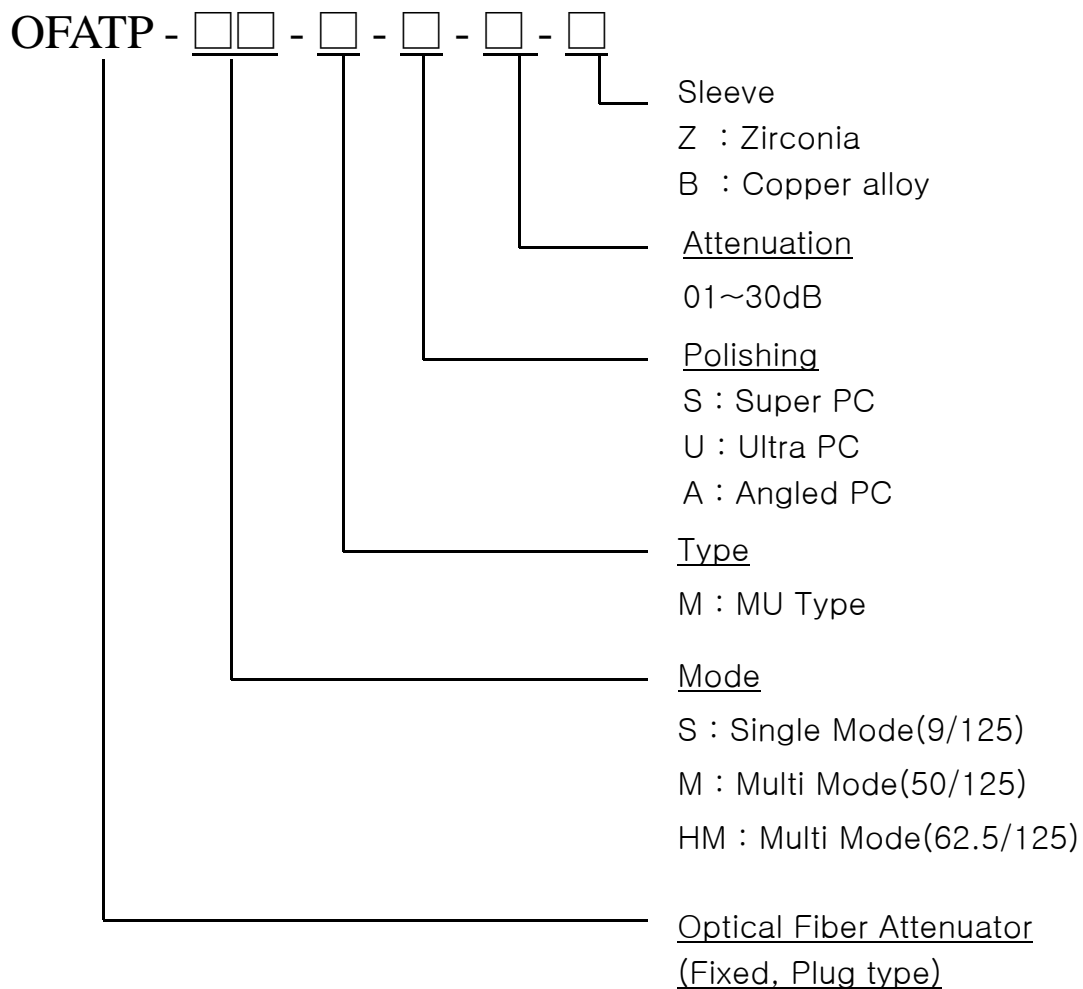 OFATP - □□ - □ - □ - □ - □
Sleeve
Z : Zirconia
B : Copper alloy
Attenuation
01~30dB
Polishing
S : Super PC
U : Ultra PC
A : Angled PC
Type
M : MU Type
Mode
S : Single Mode(9/125)
M : Multi Mode(50/125)
HM : Multi Mode(62.5/125)
Optical Fiber Attenuator
(Fixed, Plug type)